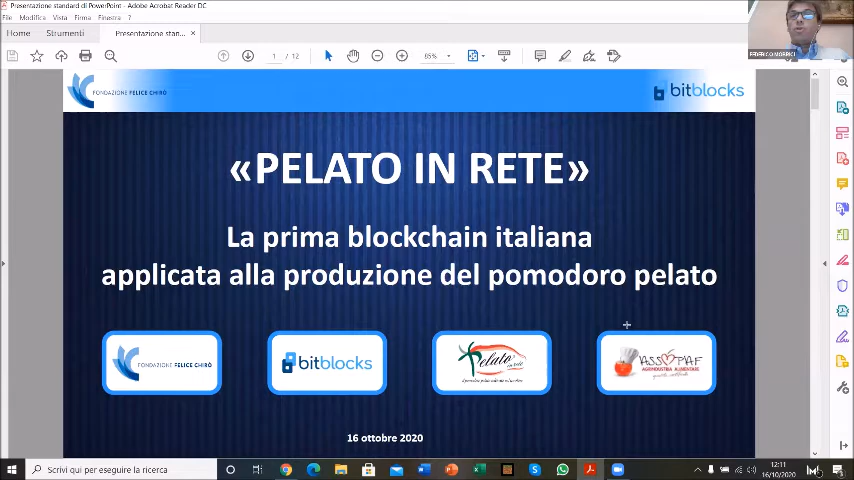 Presentazione standard di PowerPoint - Adobe Acrobat Reader DC
File Modifica Vista Firma Finestra ?
Home Strumenti Presentazione stan... ×
1 / 12 85%
FONDAZIONE FELICE CHIRÒ
bitblocks
«PELATO IN RETE»
La prima blockchain italiana
applicata alla produzione del pomodoro pelato
FONDAZIONE FELICE CHIRÒ
bitblocks
Pelato
in rete
ASSOPIAF
AGROINDUSTRIA ALIMENTARE
16 ottobre 2020
Scrivi qui per eseguire la ricerca
12:11
16/10/2020